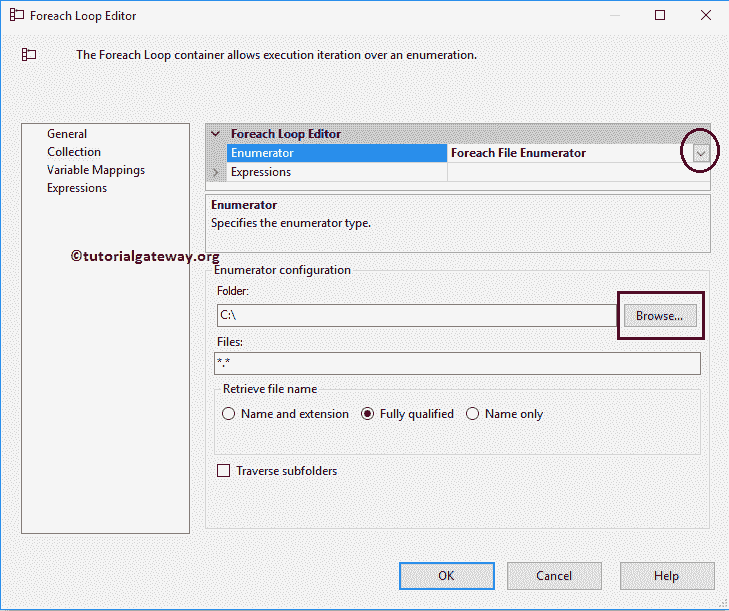 Foreach Loop Editor
The Foreach Loop container allows execution iteration over an enumeration.
General
Collection
Variable Mappings
Expressions
Foreach Loop Editor
Enumerator Foreach File Enumerator
Expressions
Enumerator
Specifies the enumerator type.
©tutorialgateway.org
Enumerator configuration
Folder:
C:\ Browse...
Files:
*.*
Retrieve file name
Name and extension Fully qualified Name only
Traverse subfolders
OK Cancel Help